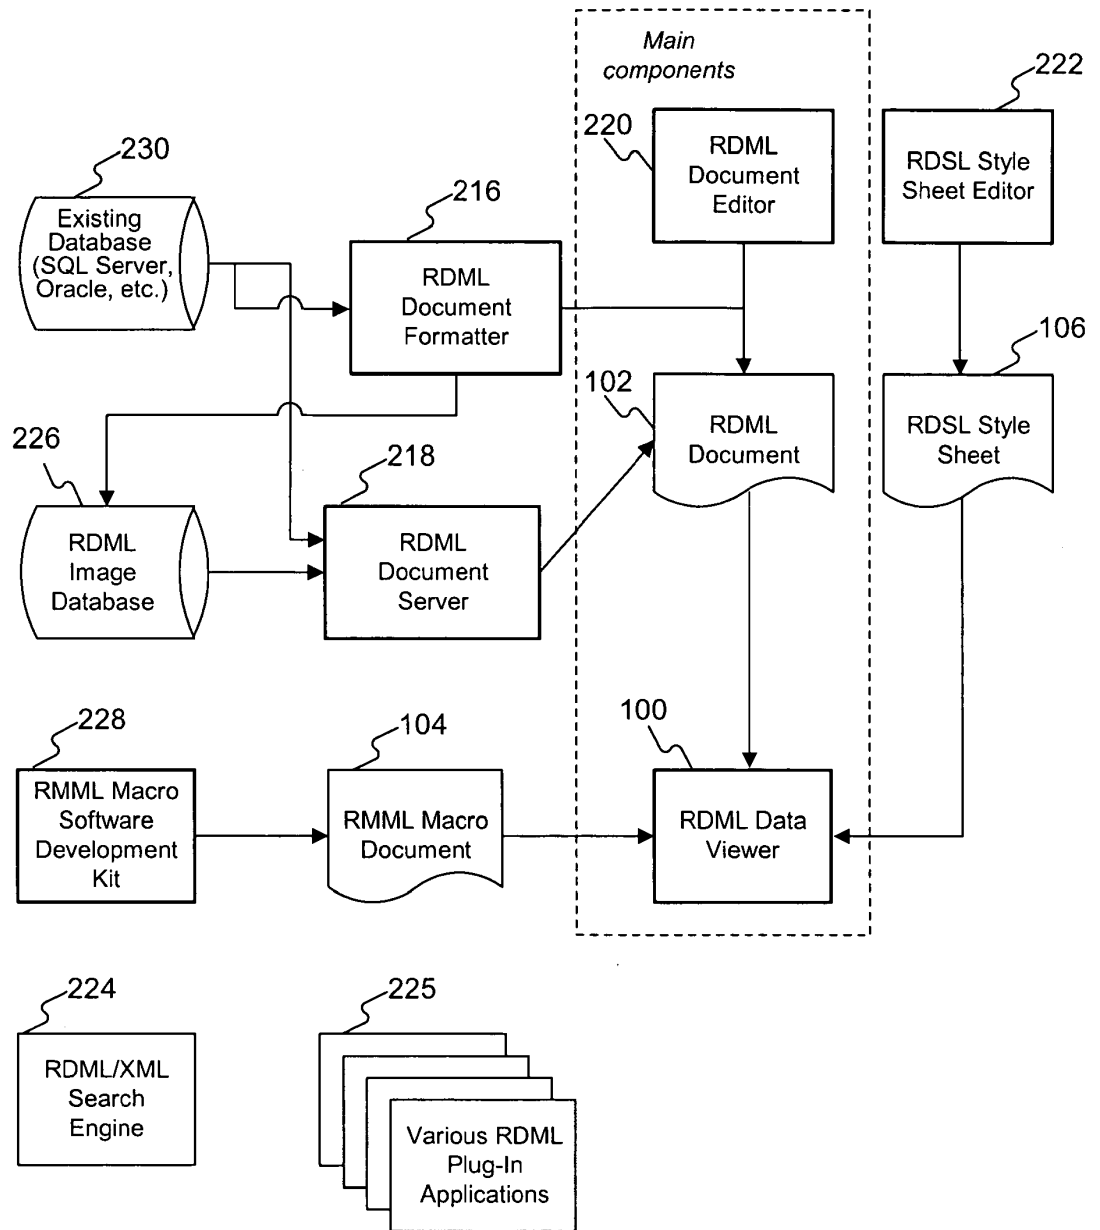 Main
components
222
220
RDML
Document
Editor
RDSL Style
Sheet Editor
230
Existing
Database
(SQL Server,
Oracle, etc.)
216
RDML
Document
Formatter
106
102
RDML
Document
RDSL Style
Sheet
226
RDML
Image
Database
218
RDML
Document
Server
228
RMML Macro
Software
Development
Kit
104
RMML Macro
Document
100
RDML Data
Viewer
224
RDML/XML
Search
Engine
225
Various RDML
Plug-In
Applications